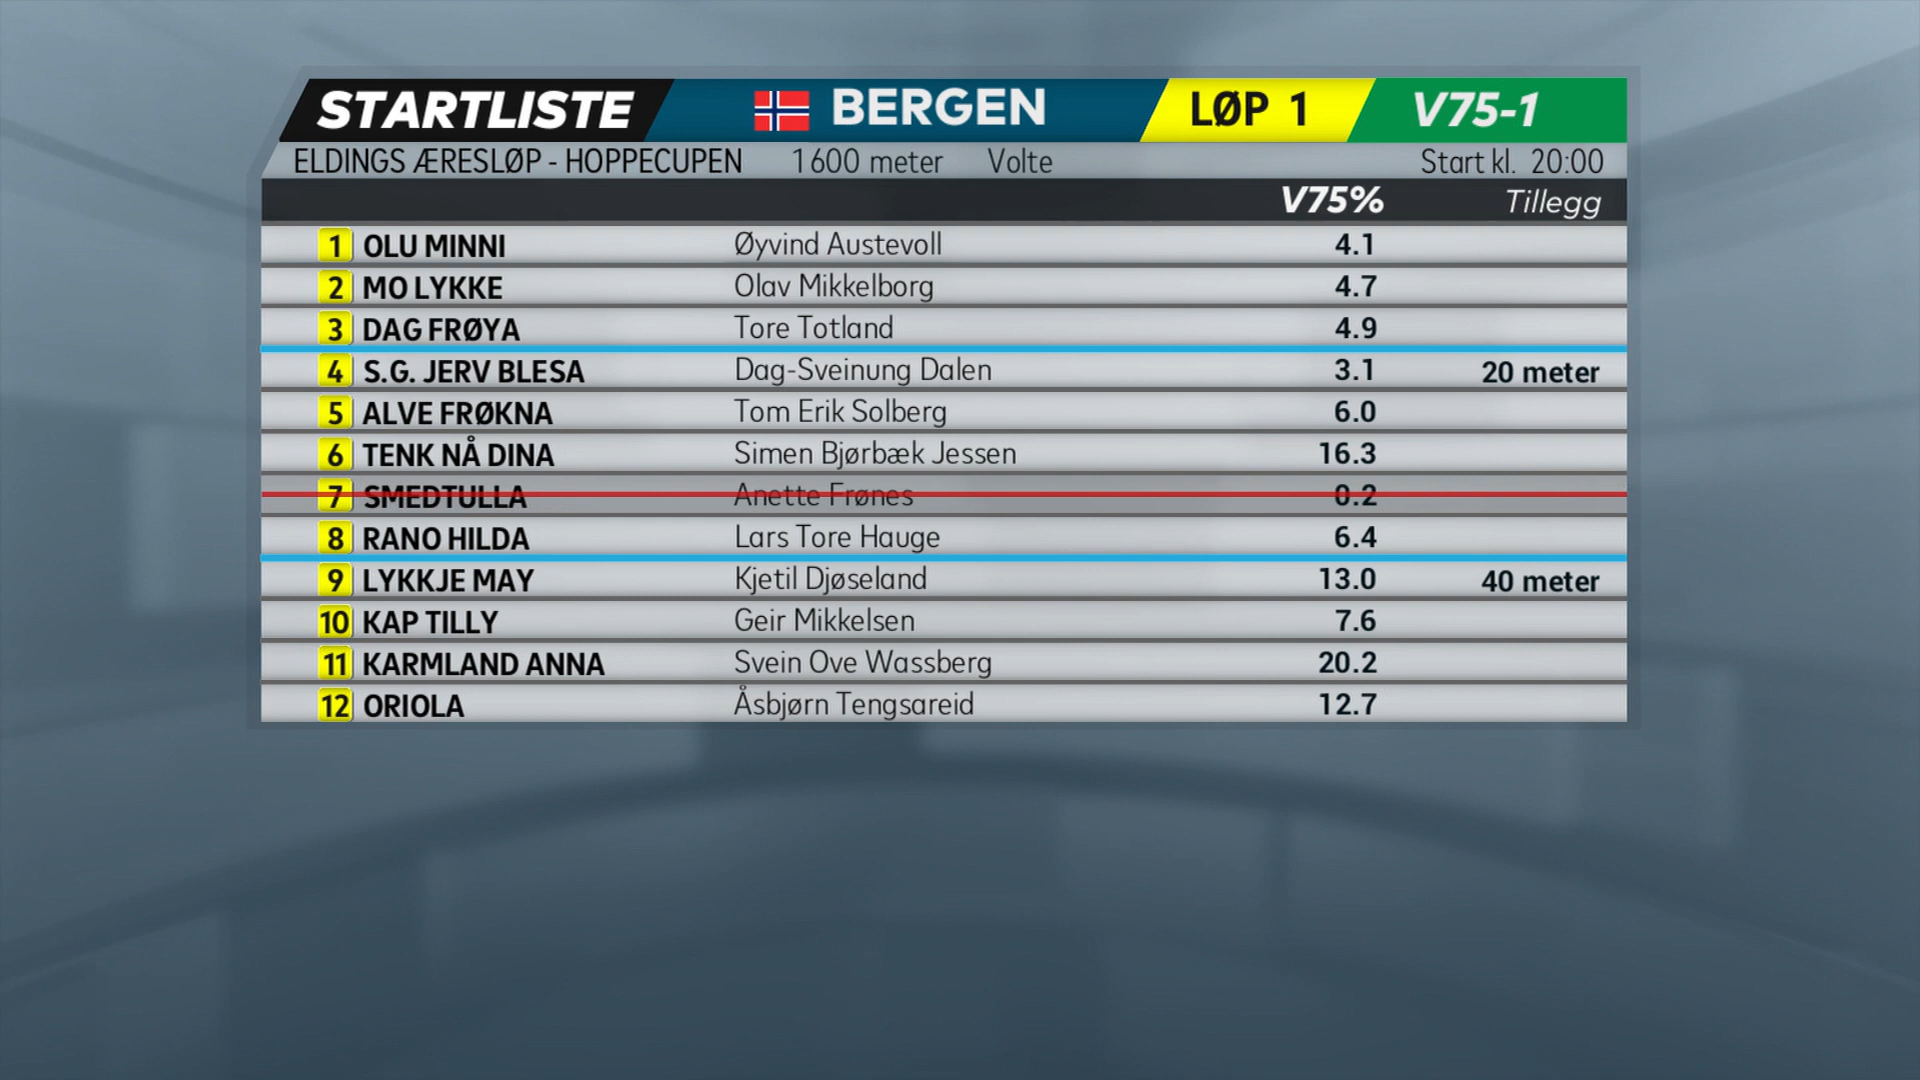 STARTLISTE BERGEN LØP 1 V75-1
ELDINGS ÆRESLØP - HOPPECUPEN 1600 meter Volte Start kl. 20:00
V75% Tillegg
1 OLU MINNI Øyvind Austevoll 4.1
2 MO LYKKE Olav Mikkelborg 4.7
3 DAG FRØYA Tore Totland 4.9
4 S.G. JERV BLESA Dag-Sveinung Dalen 3.1 20 meter
5 ALVE FRØKNA Tom Erik Solberg 6.0
6 TENK NÅ DINA Simen Bjørbæk Jessen 16.3
7 SMEDTULLA Anette Frønes 0.2
8 RANO HILDA Lars Tore Hauge 6.4
9 LYKKJE MAY Kjetil Djøseland 13.0 40 meter
10 KAP TILLY Geir Mikkelsen 7.6
11 KARMLAND ANNA Svein Ove Wassberg 20.2
12 ORIOLA Åsbjørn Tengsareid 12.7